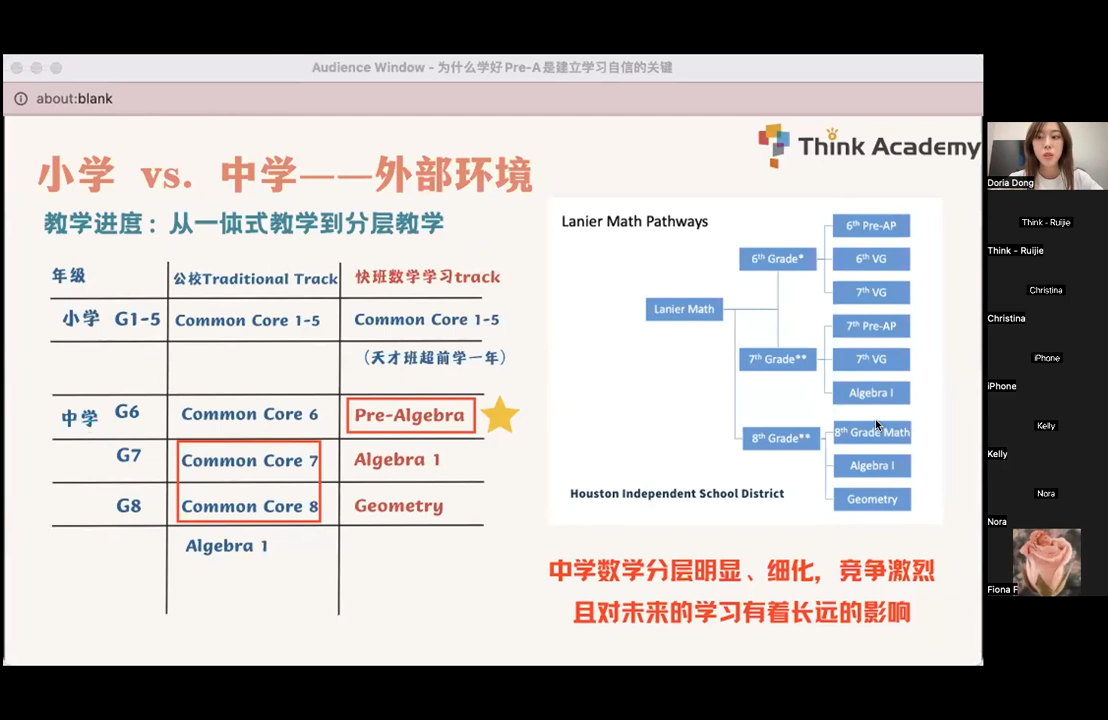 Audience Window - 为什么学好Pre-A是建立学习自信的关键
about:blank
Think Academy
小学 vs. 中学——外部环境
教学进度：从一体式教学到分层教学
年级 公校Traditional Track 快班数学学习track
小学 G1-5 Common Core 1-5 Common Core 1-5
（天才班超前学一年）
中学 G6 Common Core 6 Pre-Algebra
G7 Common Core 7 Algebra 1
G8 Common Core 8 Geometry
Algebra 1
Lanier Math Pathways
Lanier Math
6th Grade*
6th Pre-AP
6th VG
7th VG
7th Grade**
7th Pre-AP
7th VG
Algebra I
8th Grade**
8th Grade Math
Algebra I
Geometry
Houston Independent School District
中学数学分层明显、细化，竞争激烈
且对未来的学习有着长远的影响
Doria Dong
Think - Ruijie
Think - Ruijie
Christina
Christina
iPhone
iPhone
Kelly
Kelly
Nora
Nora
Fiona F